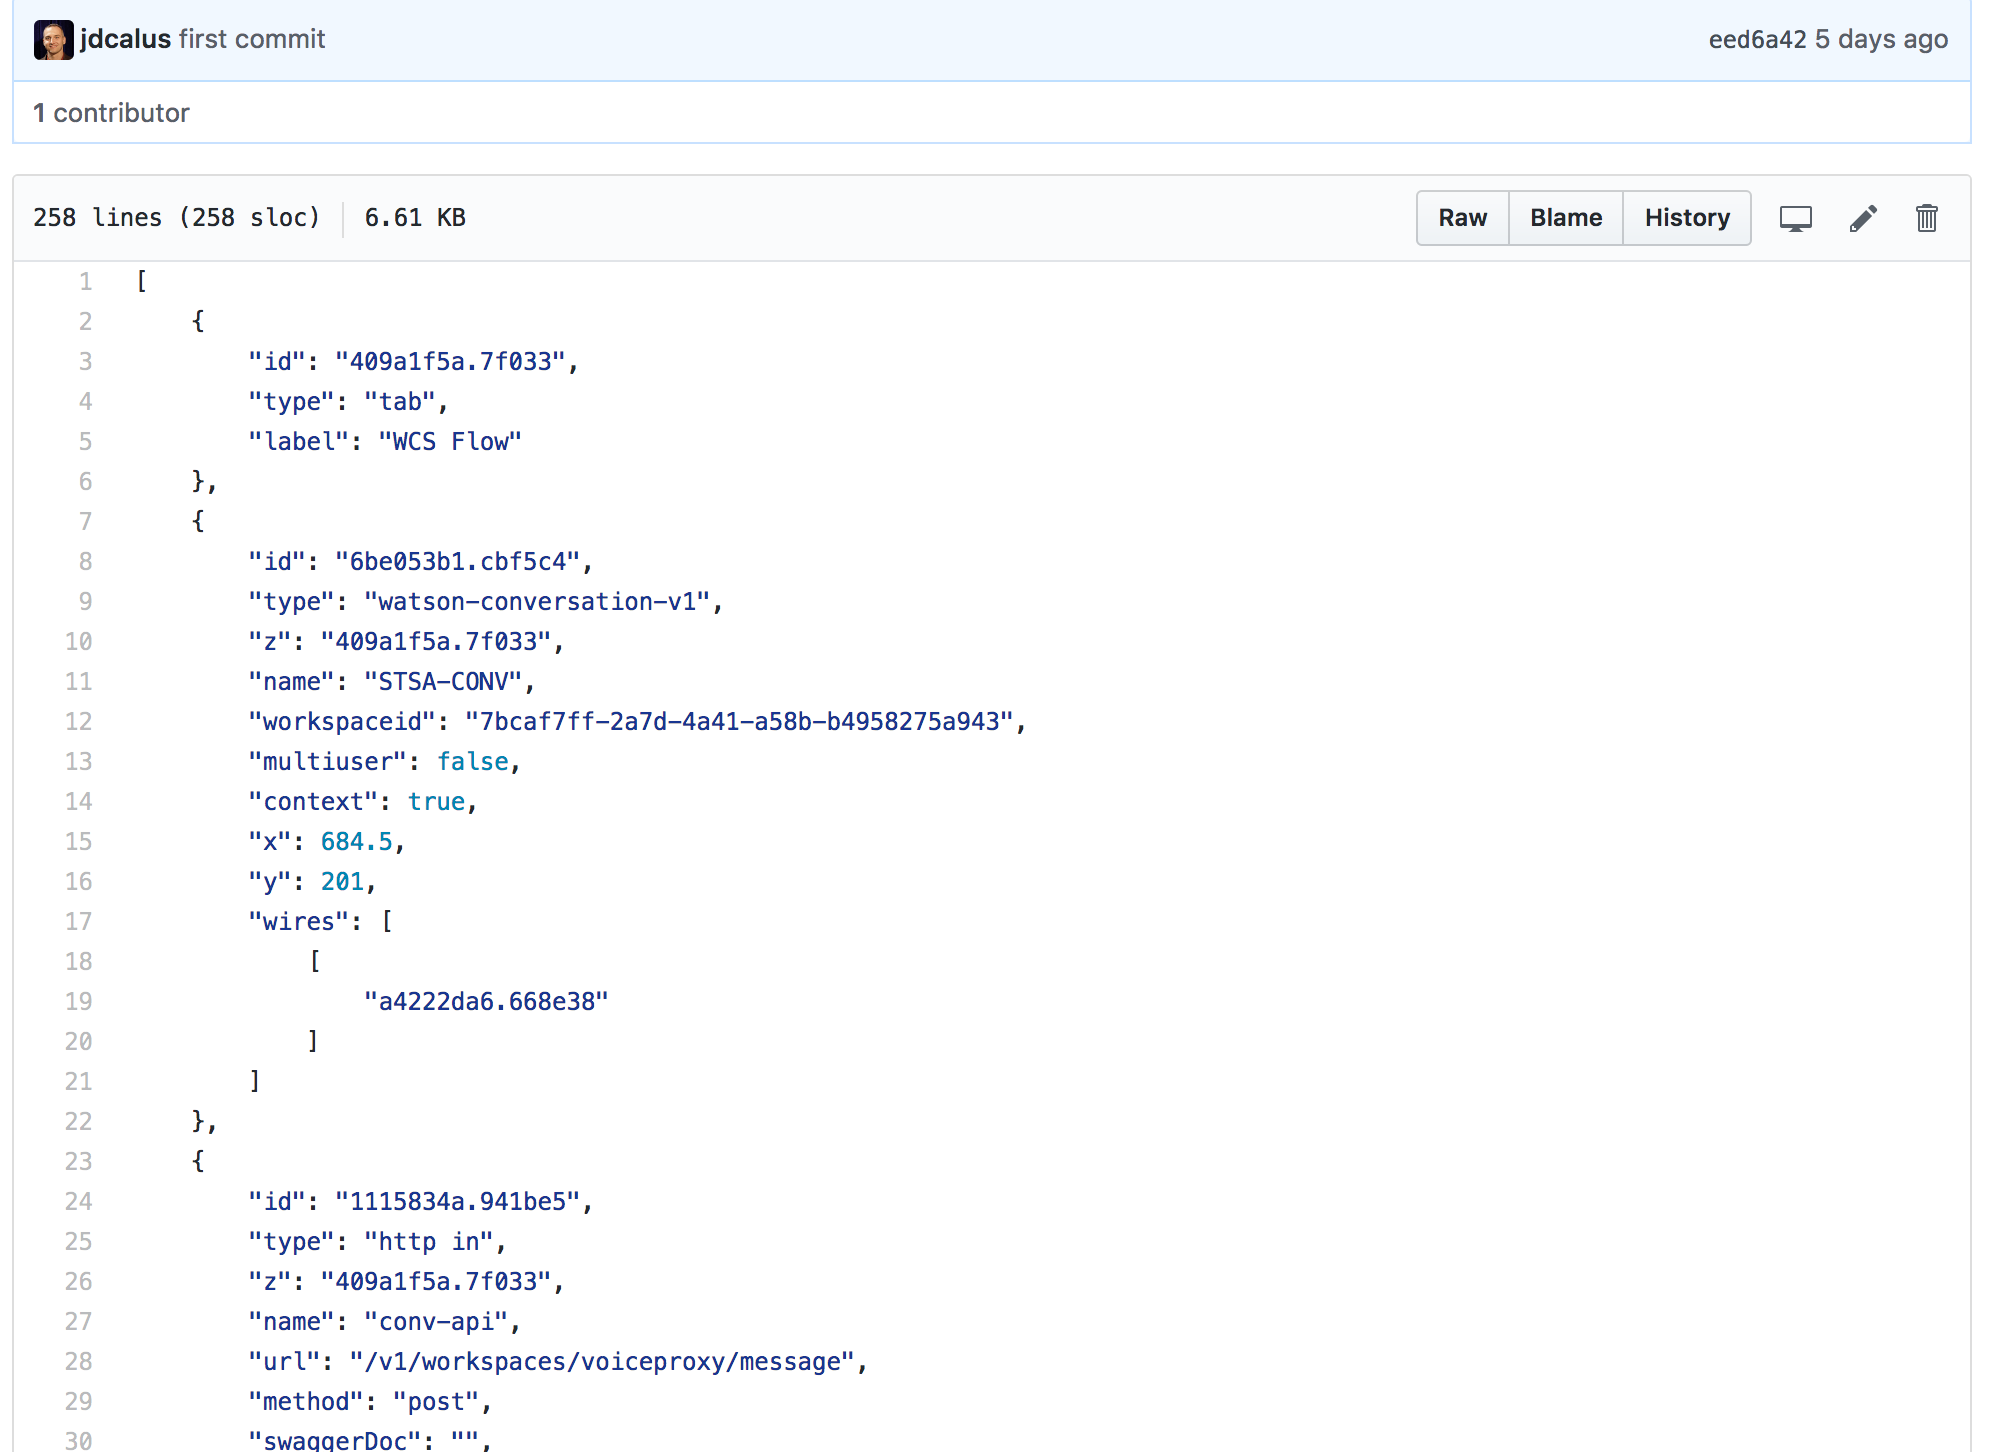 jdcalus first commit eed6a42 5 days ago
1 contributor
258 lines (258 sloc) 6.61 KB Raw Blame History
1 [
2 {
3 "id": "409a1f5a.7f033",
4 "type": "tab",
5 "label": "WCS Flow"
6 },
7 {
8 "id": "6be053b1.cbf5c4",
9 "type": "watson-conversation-v1",
10 "z": "409a1f5a.7f033",
11 "name": "STSA-CONV",
12 "workspaceid": "7bcaf7ff-2a7d-4a41-a58b-b4958275a943",
13 "multiuser": false,
14 "context": true,
15 "x": 684.5,
16 "y": 201,
17 "wires": [
18 [
19 "a4222da6.668e38"
20 ]
21 ]
22 },
23 {
24 "id": "1115834a.941be5",
25 "type": "http in",
26 "z": "409a1f5a.7f033",
27 "name": "conv-api",
28 "url": "/v1/workspaces/voiceproxy/message",
29 "method": "post",
30 "swaggerDoc": "",